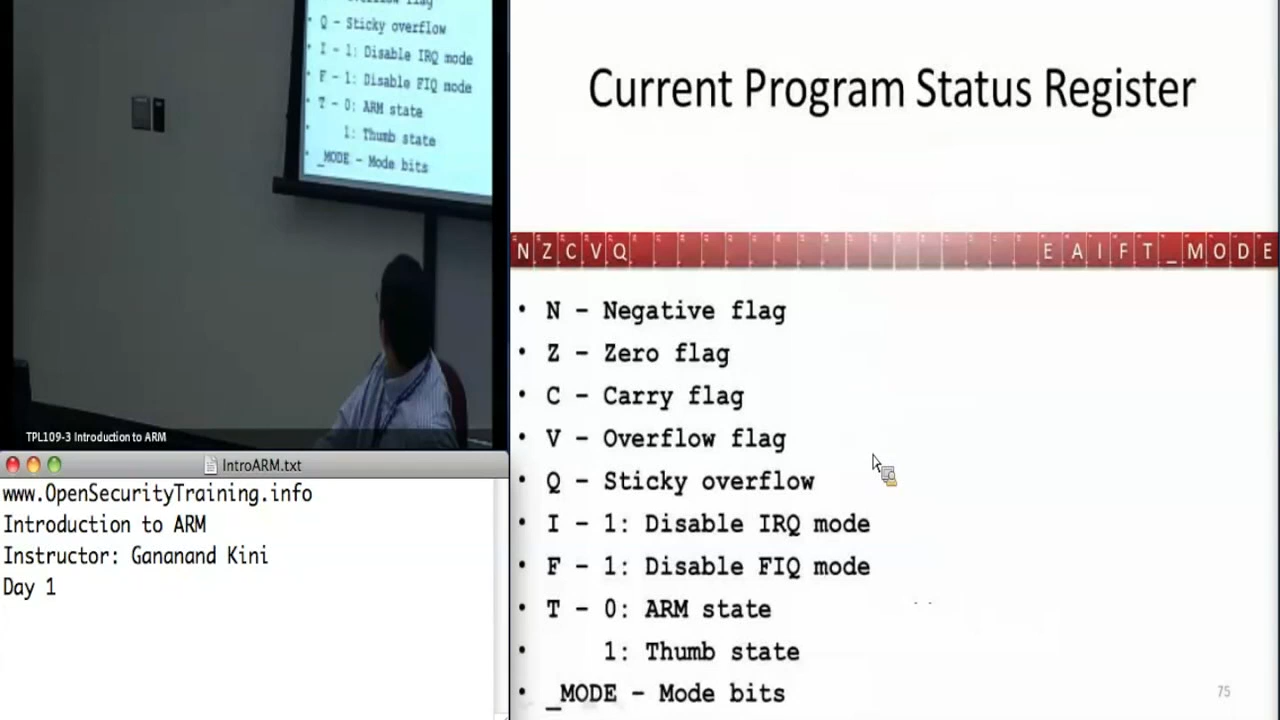 Q - Sticky overflow
I - 1: Disable IRQ mode
F - 1: Disable FIQ mode
T - 0: ARM state
1: Thumb state
_MODE - Mode bits
TPL109-3 Introduction to ARM
IntroARM.txt
www.OpenSecurityTraining.info
Introduction to ARM
Instructor: Gananand Kini
Day 1
Current Program Status Register
N Z C V Q E A I F T _ M O D E
• N - Negative flag
• Z - Zero flag
• C - Carry flag
• V - Overflow flag
• Q - Sticky overflow
• I - 1: Disable IRQ mode
• F - 1: Disable FIQ mode
• T - 0: ARM state
• 1: Thumb state
• _MODE - Mode bits
75